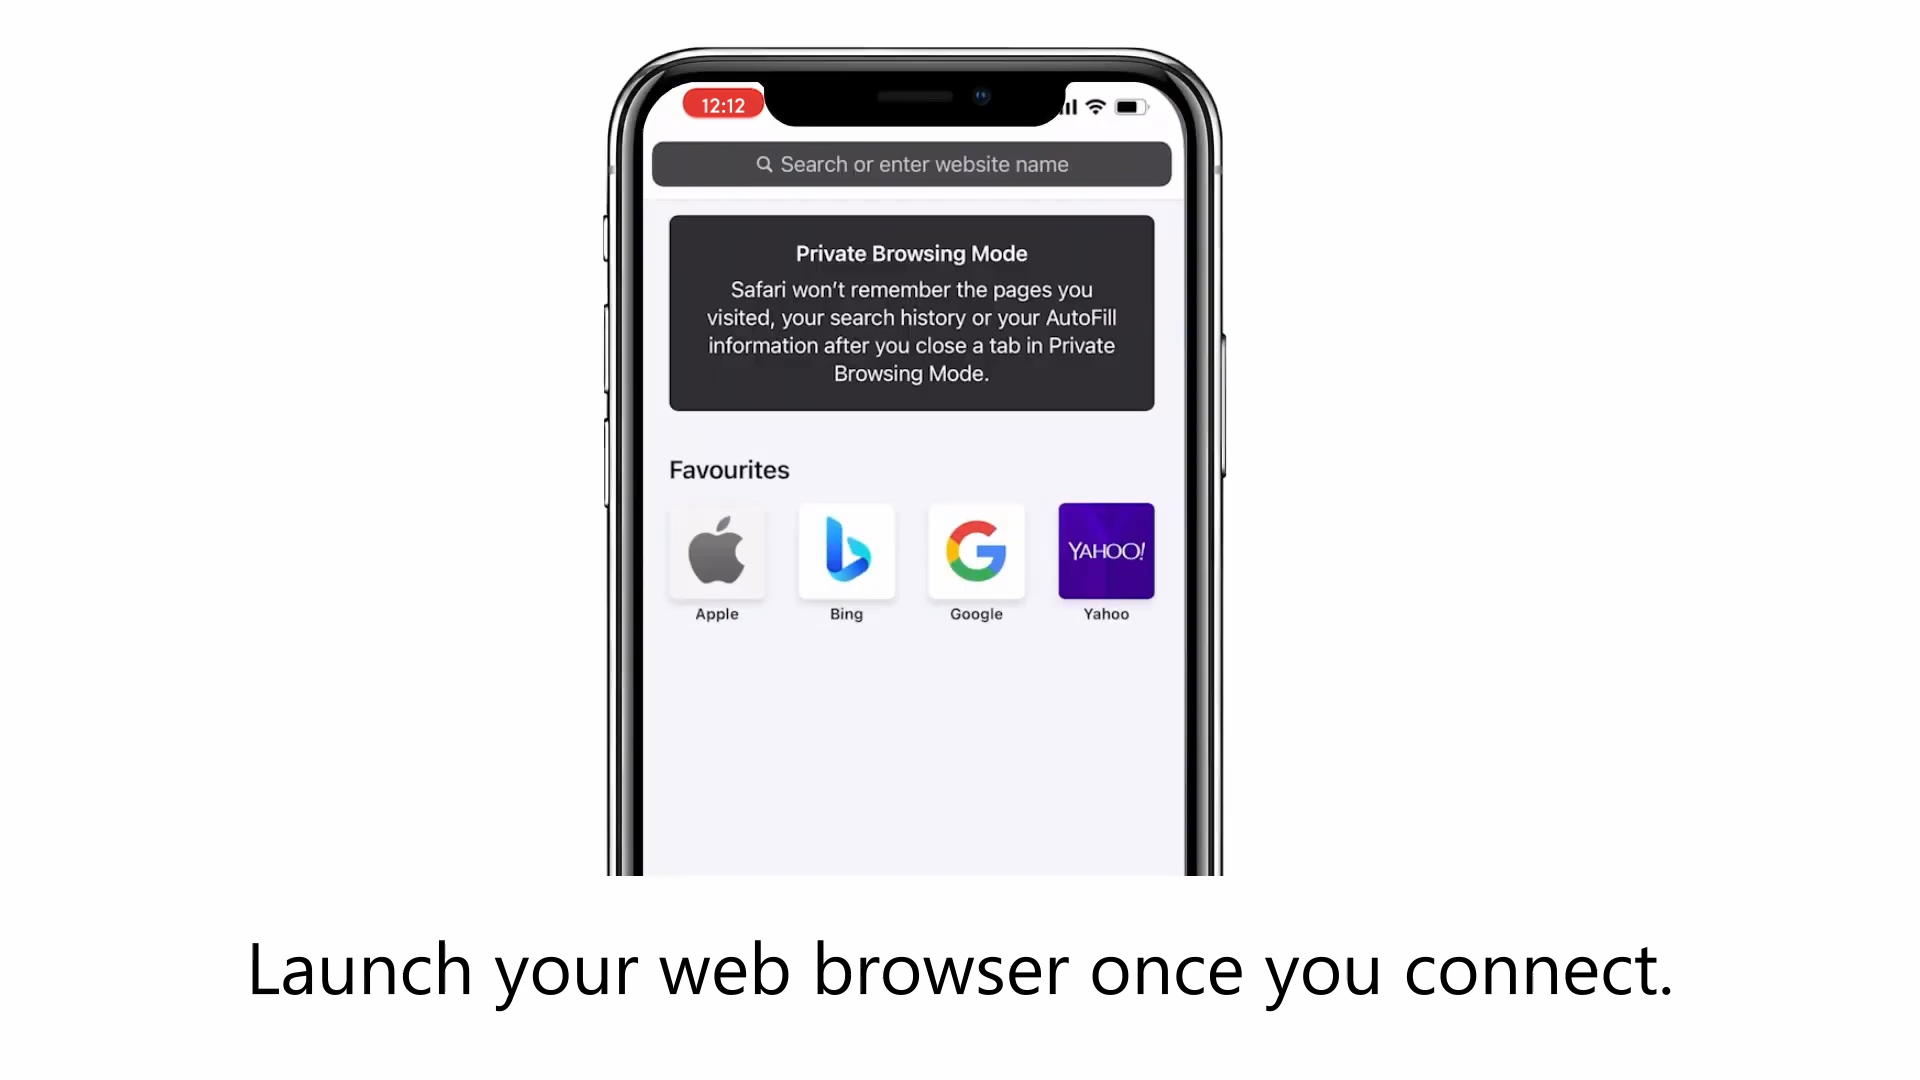 12:12
Search or enter website name
Private Browsing Mode
Safari won't remember the pages you
visited, your search history or your AutoFill
information after you close a tab in Private
Browsing Mode.
Favourites
YAHOO!
Apple Bing Google Yahoo
Launch your web browser once you connect.